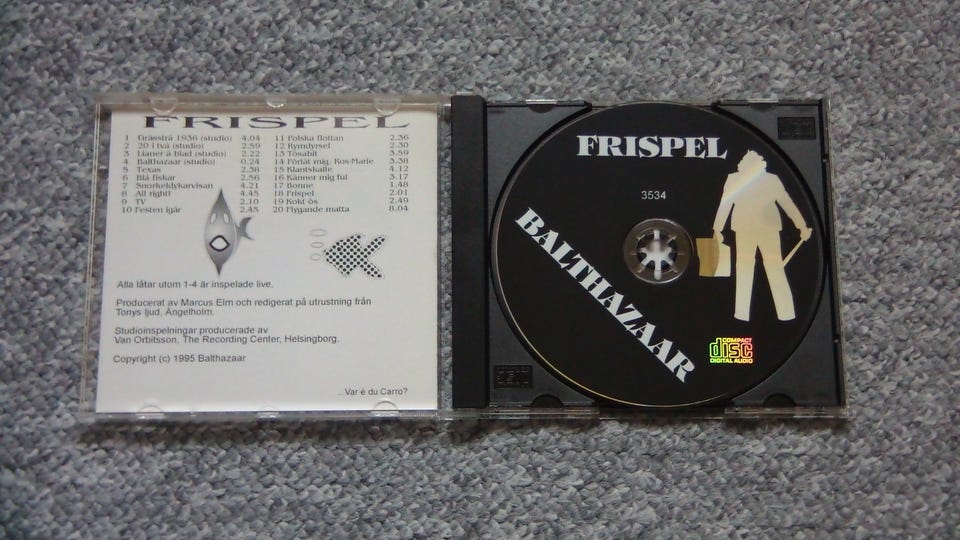 FRISPEL
1 Grässtrå 1936 (studio) 4.04
2 20 i två (studio) 2.59
3 Lianer å blad (studio) 2.22
4 Balthazaar (studio) 0.24
5 Texas 2.38
6 Blå fiskar 2.56
7 Snorkeldykarvisan 4.21
8 All right! 4.45
9 TV 2.10
10 Festen igår 2.45
11 Polska flottan 2.36
12 Rymdyrsel 2.30
13 Tosabit 3.59
14 Förlåt mig, Ros-Marie 3.38
15 Klantskalle 4.12
16 Känner mig ful 3.17
17 Bonne 1.48
18 Frispel 2.01
19 Kokt ös 2.49
20 Flygande matta 8.04
Alla låtar utom 1-4 är inspelade live.
Producerat av Marcus Elm och redigerat på utrustning från
Tonys ljud, Ängelholm.
Studioinspelningar producerade av
Van Orbitsson, The Recording Center, Helsingborg.
Copyright (c) 1995 Balthazaar
...Var é du Carro?
FRISPEL
3534
BALTHAZAAR
COMPACT
disc
DIGITAL AUDIO